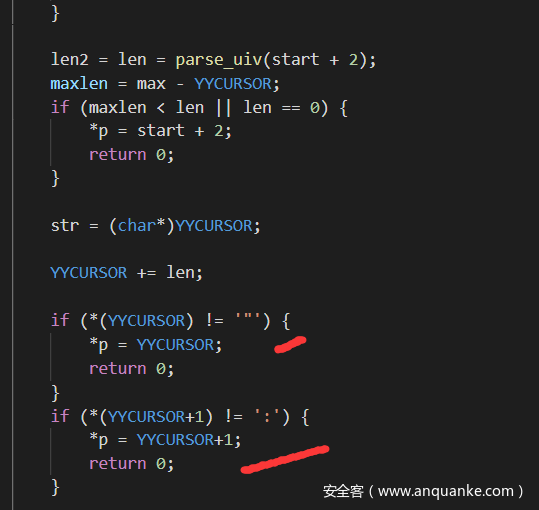 }
len2 = len = parse_uiv(start + 2);
maxlen = max - YYCURSOR;
if (maxlen < len || len == 0) {
*p = start + 2;
return 0;
}
str = (char*)YYCURSOR;
YYCURSOR += len;
if (*(YYCURSOR) != '"') {
*p = YYCURSOR;
return 0;
}
if (*(YYCURSOR+1) != ':') {
*p = YYCURSOR+1;
return 0;
}
安全客（www.anquanke.com）